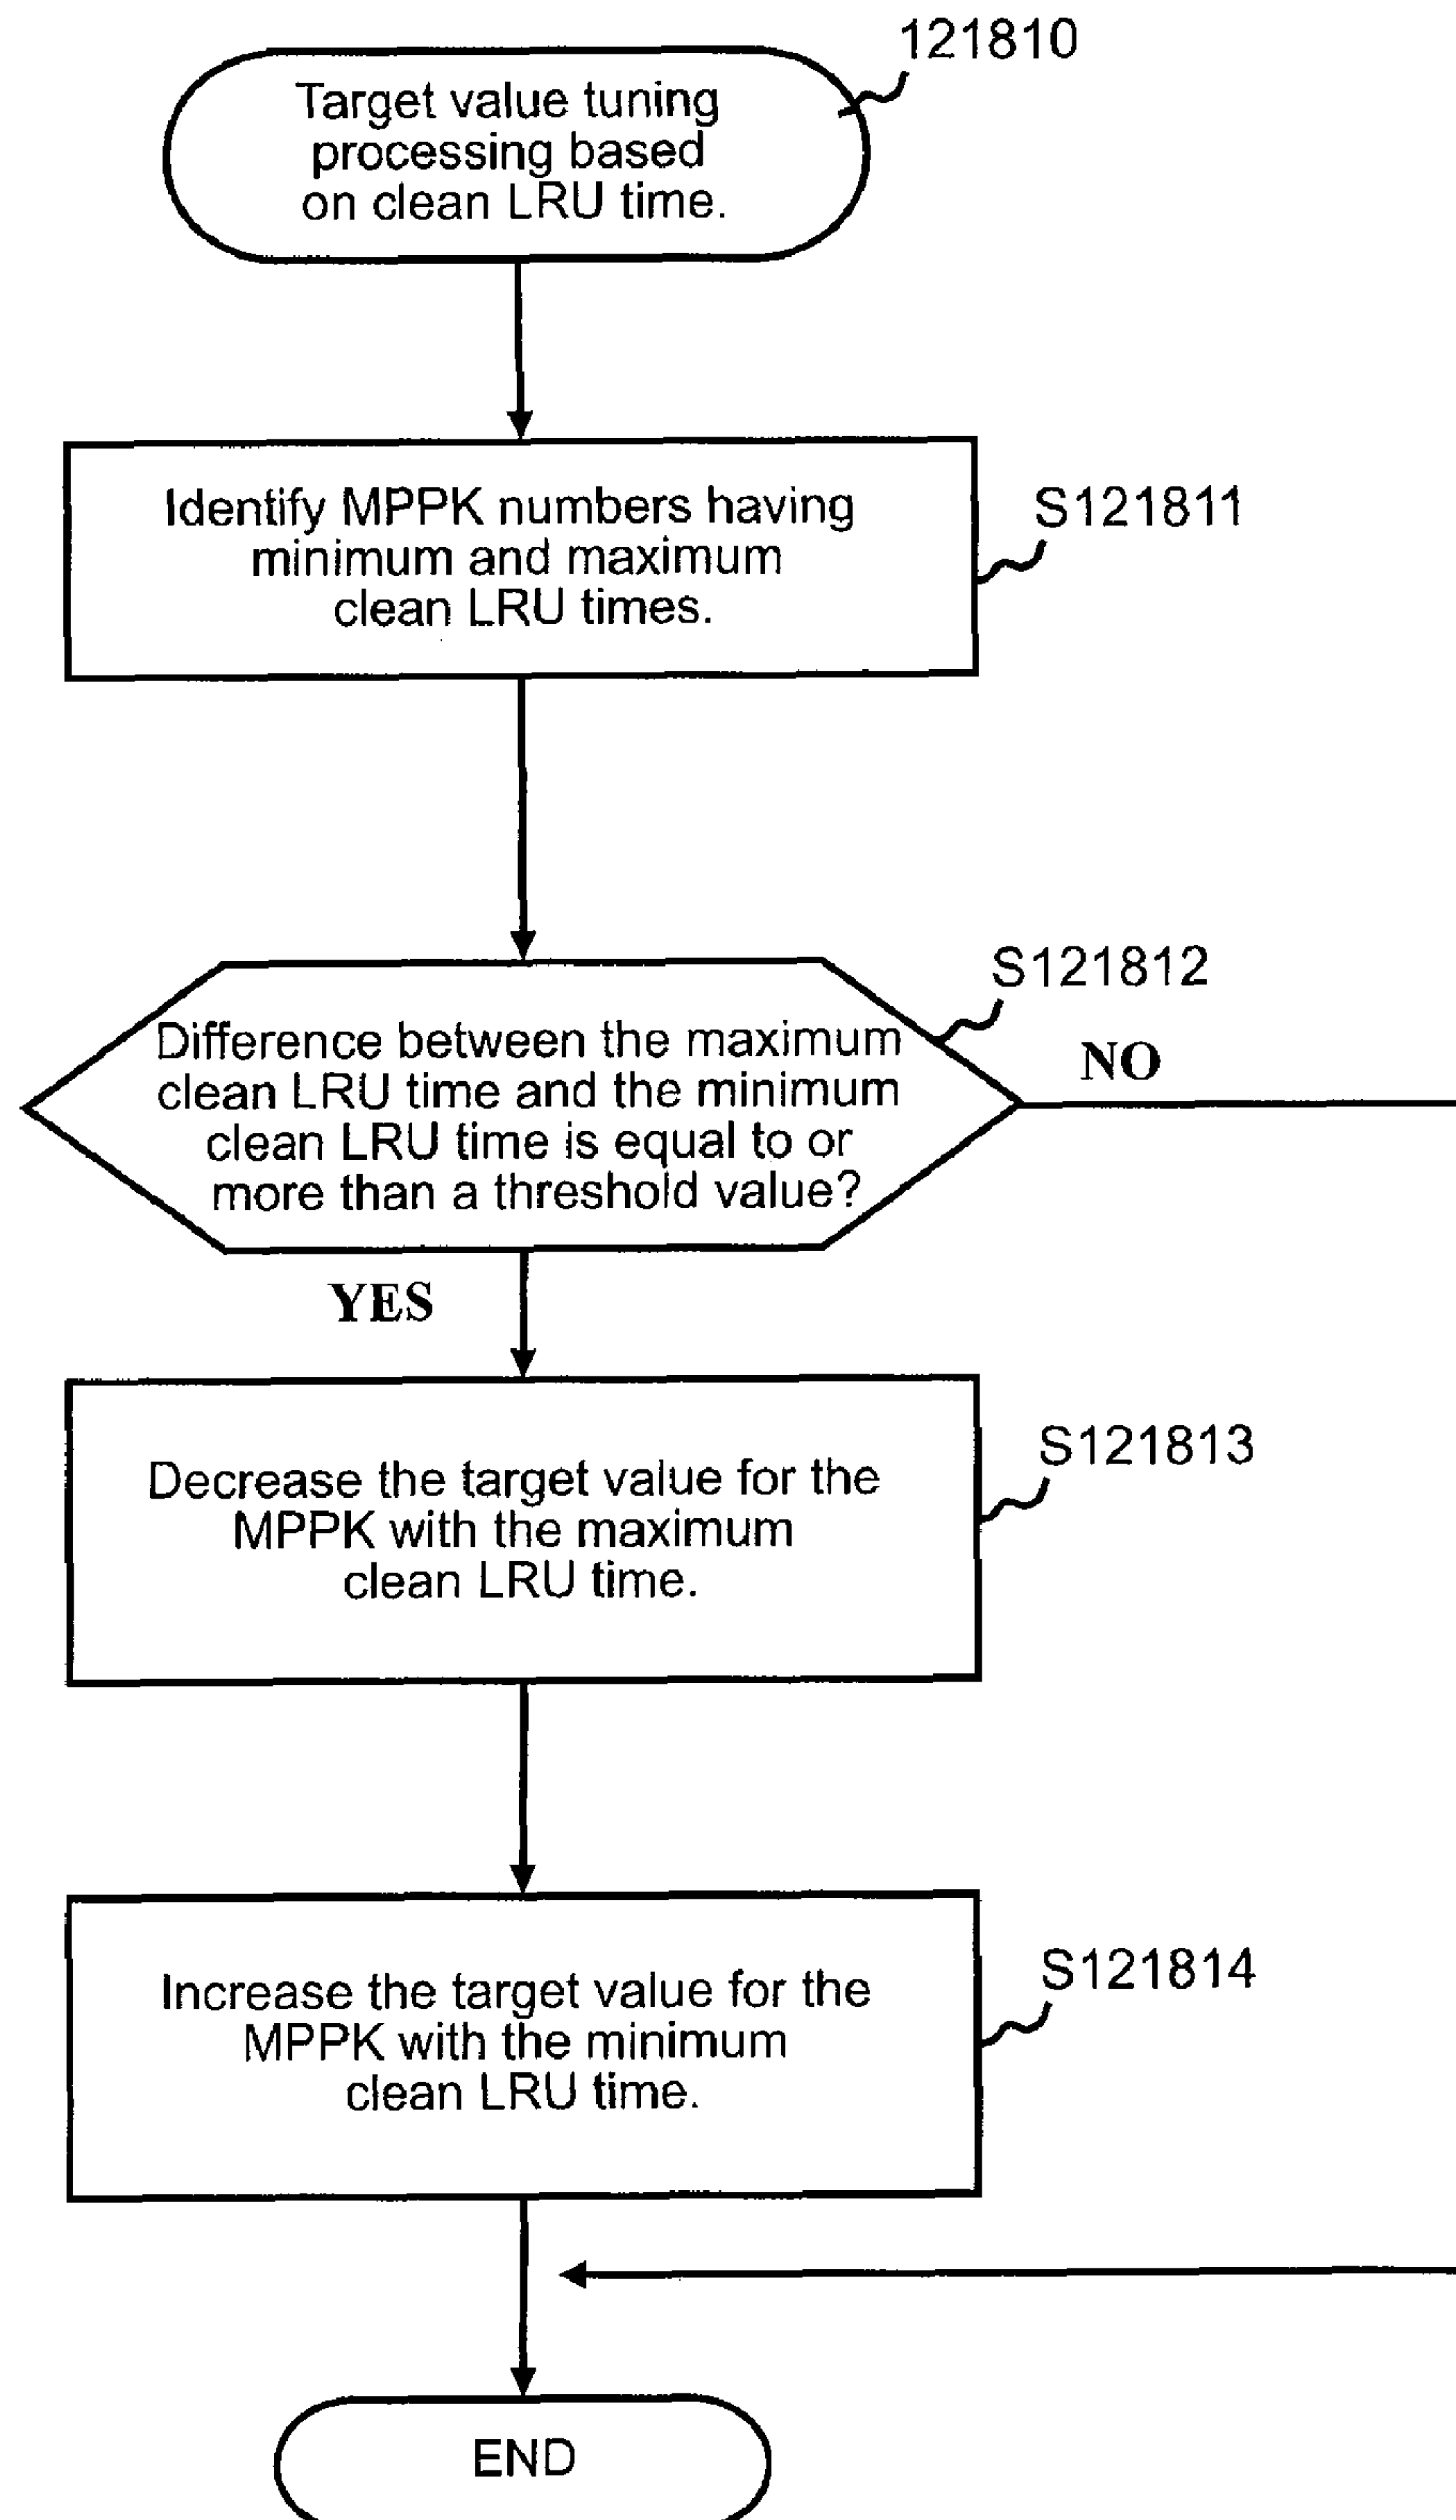 121810
Target value tuning
processing based
on clean LRU time.
Identify MPPK numbers having
minimum and maximum
clean LRU times.
S121811
S121812
Difference between the maximum
clean LRU time and the minimum
clean LRU time is equal to or
more than a threshold value?
NO
YES
Decrease the target value for the
MPPK with the maximum
clean LRU time.
S121813
Increase the target value for the
MPPK with the minimum
clean LRU time.
S121814
END